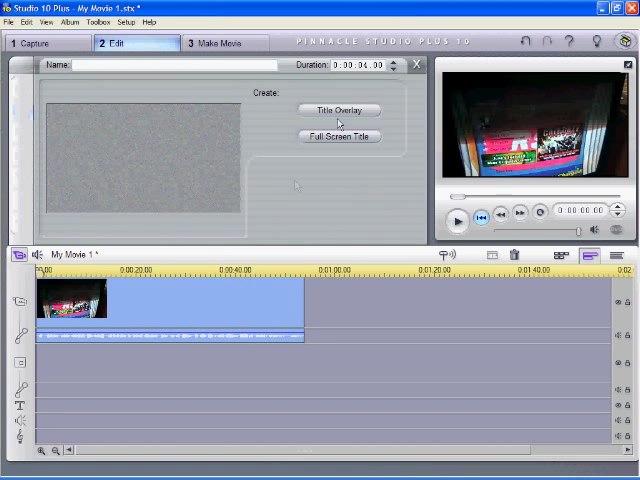 Studio 10 Plus - My Movie 1.stx *
File Edit View Album Toolbox Setup Help
1 Capture 2 Edit 3 Make Movie PINNACLE STUDIO PLUS 10
Name: Duration: 0:00:04.00
Create:
Title Overlay
Full Screen Title
0:00:00.00
My Movie 1 *
0:00:20.00 0:00:40.00 0:01:00.00 0:01:20.00 0:01:40.00 0:02